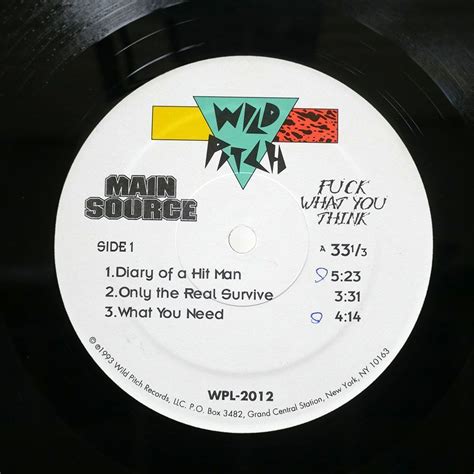 WILD
PITCH
MAIN
SOURCE
FUCK
WHAT YOU
THINK
SIDE 1
A 33 1/3
1.Diary of a Hit Man 5:23
2.Only the Real Survive 3:31
3.What You Need 4:14
©℗1993 Wild Pitch Records, LLC. P.O. Box 3482, Grand Central Station, New York, NY 10163
WPL-2012